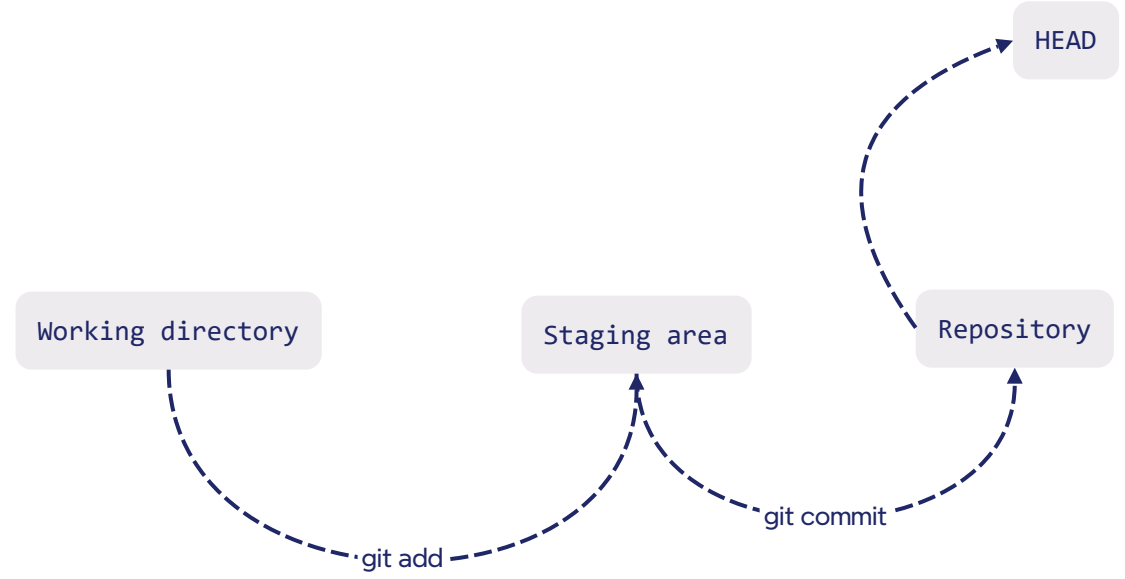 HEAD
Working directory
Staging area
Repository
git add
git commit